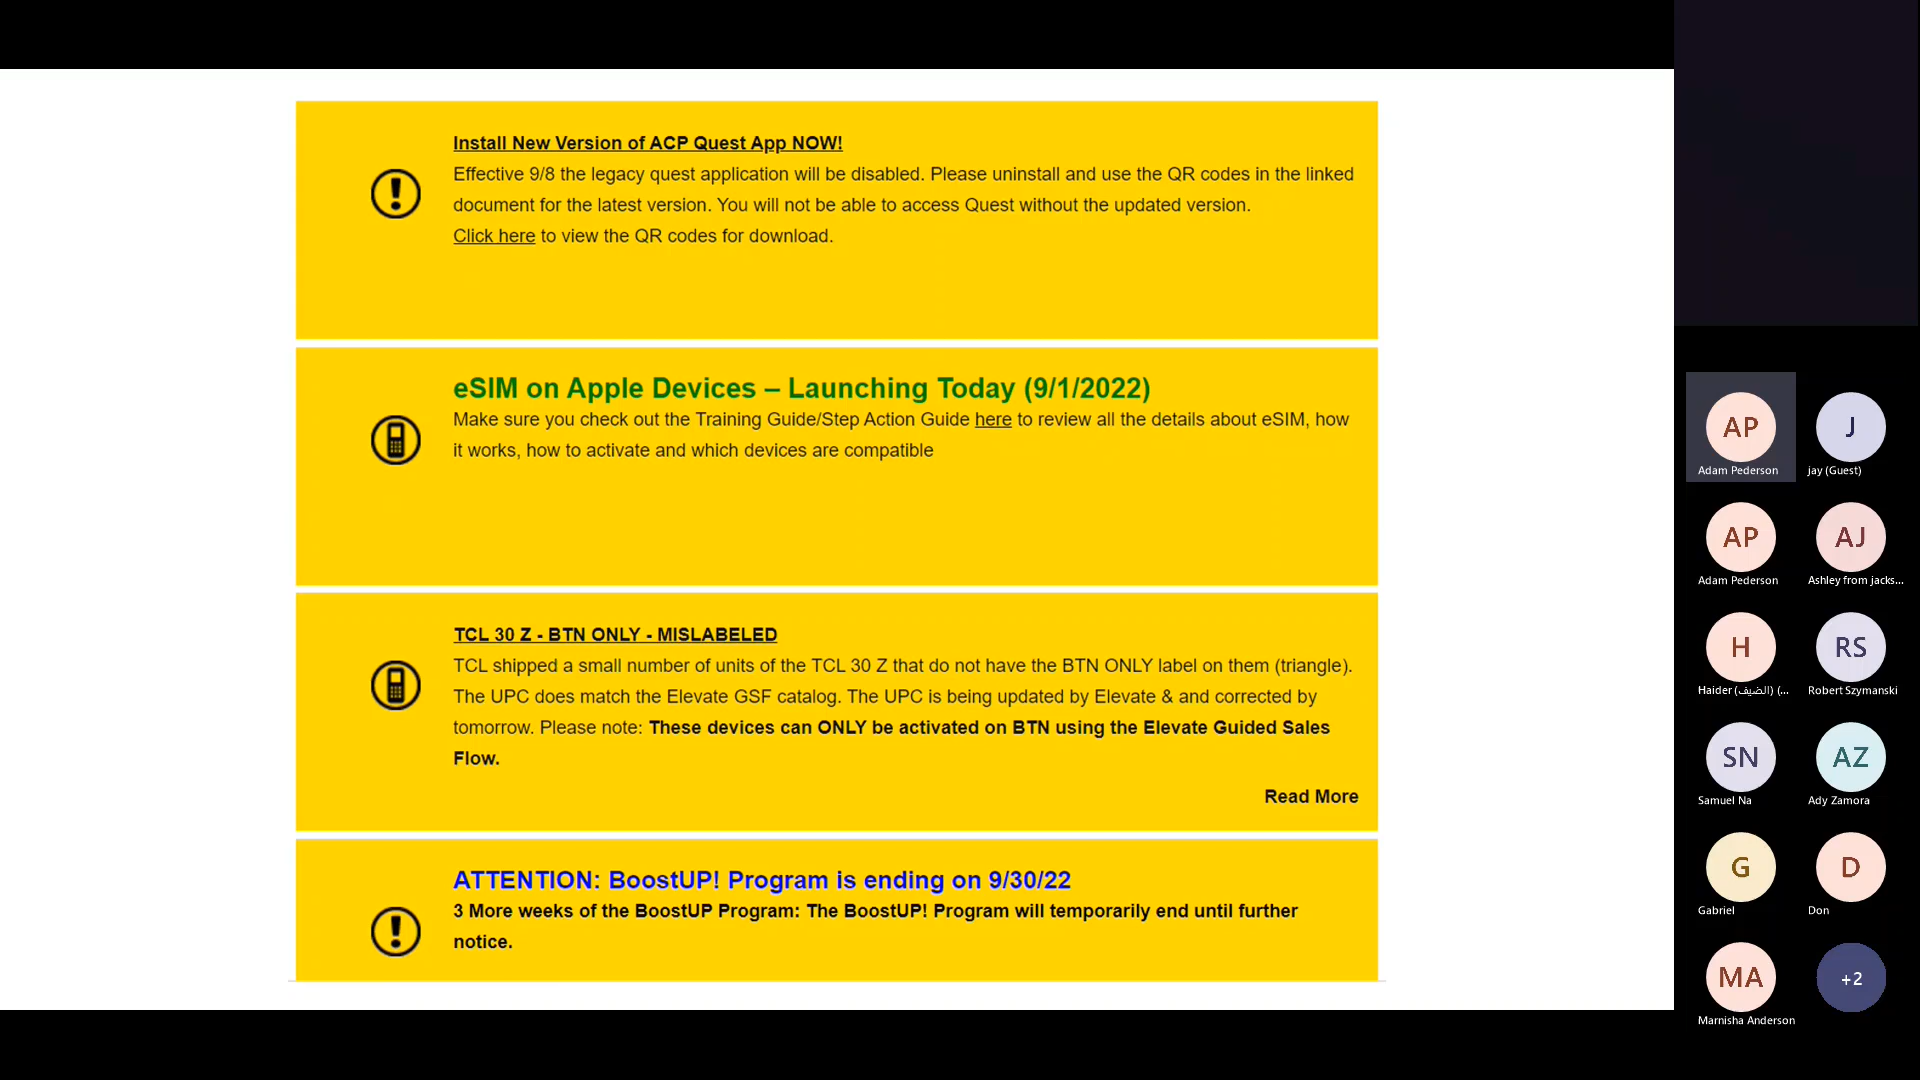 Install New Version of ACP Quest App NOW!
Effective 9/8 the legacy quest application will be disabled. Please uninstall and use the QR codes in the linked
document for the latest version. You will not be able to access Quest without the updated version.
Click here to view the QR codes for download.
eSIM on Apple Devices – Launching Today (9/1/2022)
Make sure you check out the Training Guide/Step Action Guide here to review all the details about eSIM, how
it works, how to activate and which devices are compatible
TCL 30 Z - BTN ONLY - MISLABELED
TCL shipped a small number of units of the TCL 30 Z that do not have the BTN ONLY label on them (triangle).
The UPC does match the Elevate GSF catalog. The UPC is being updated by Elevate & and corrected by
tomorrow. Please note: These devices can ONLY be activated on BTN using the Elevate Guided Sales
Flow.
Read More
ATTENTION: BoostUP! Program is ending on 9/30/22
3 More weeks of the BoostUP Program: The BoostUP! Program will temporarily end until further
notice.
AP
Adam Pederson
J
jay (Guest)
AP
Adam Pederson
AJ
Ashley from jacks...
H
Haider (الضيف) (...
RS
Robert Szymanski
SN
Samuel Na
AZ
Ady Zamora
G
Gabriel
D
Don
MA
Marnisha Anderson
+2